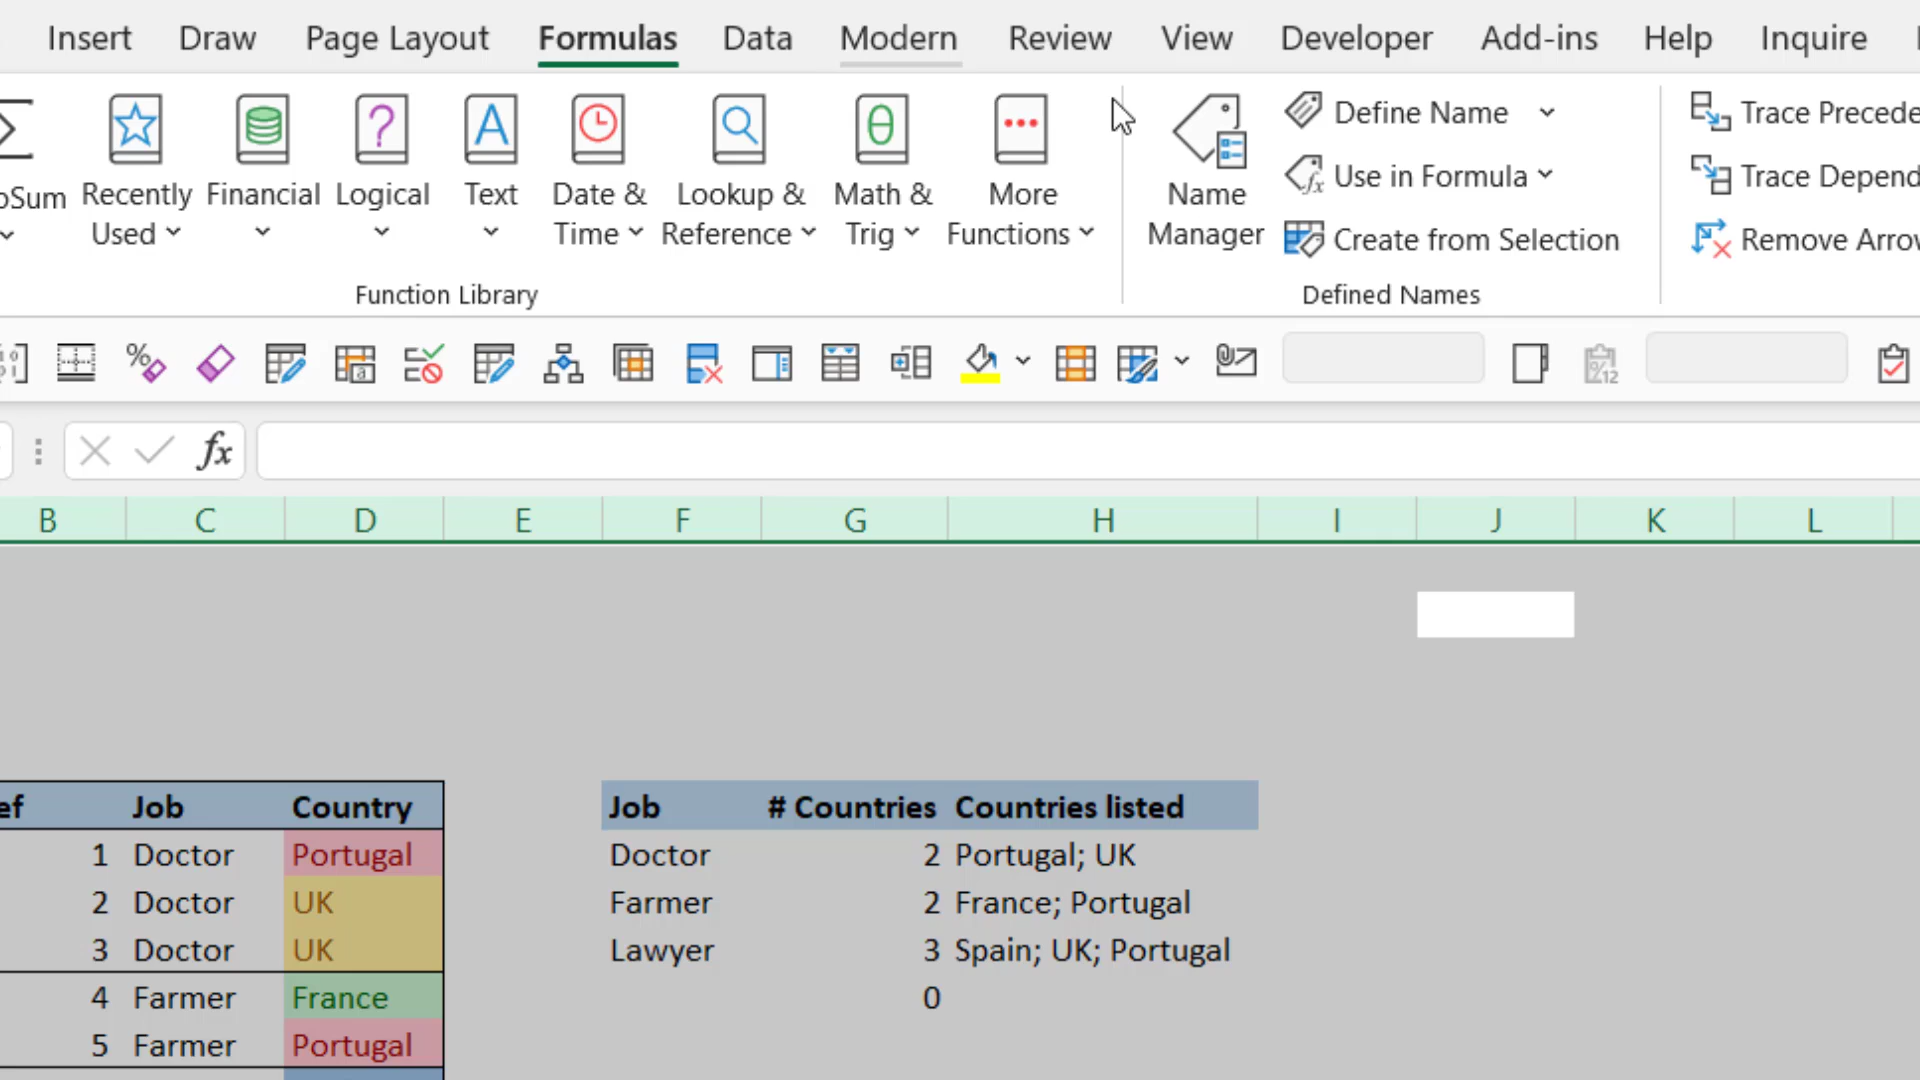 Insert Draw Page Layout Formulas Data Modern Review View Developer Add-ins Help Inquire
oSum Recently Used Financial Logical Text Date & Time Lookup & Reference Math & Trig More Functions
Function Library
Name Manager
Define Name
Use in Formula
Create from Selection
Defined Names
Trace Precede
Trace Depend
Remove Arrow
fx
B C D E F G H I J K L
ef Job Country
1 Doctor Portugal
2 Doctor UK
3 Doctor UK
4 Farmer France
5 Farmer Portugal
Job # Countries Countries listed
Doctor 2 Portugal; UK
Farmer 2 France; Portugal
Lawyer 3 Spain; UK; Portugal
0